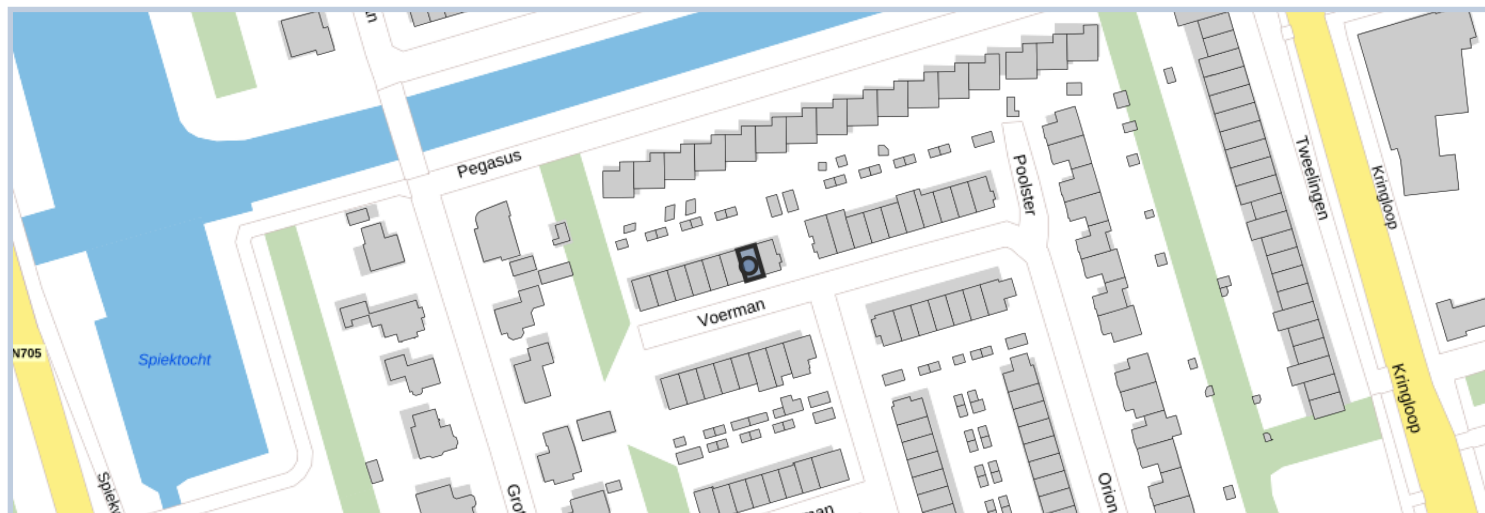 Pegasus
Poolster
Tweelingen
Kringloop
Voerman
N705
Spiektocht
Kringloop
Orion